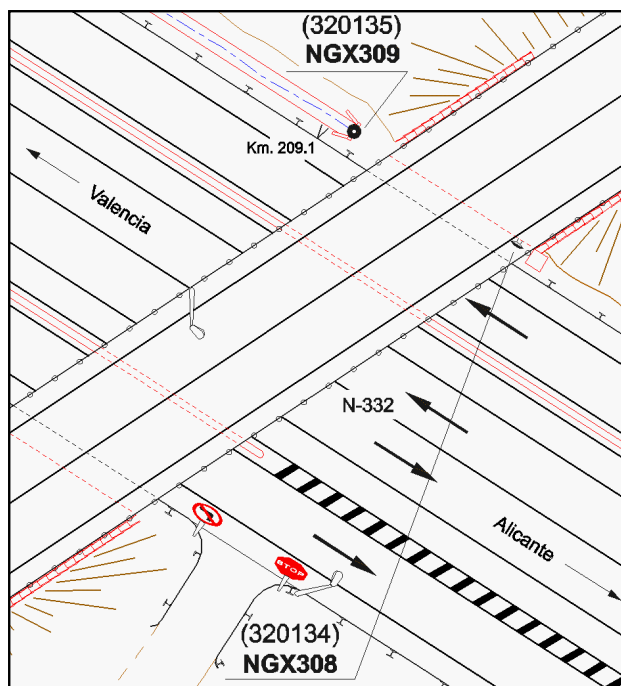 (320135)
NGX309
Km. 209.1
Valencia
N-332
Alicante
STOP
(320134)
NGX308